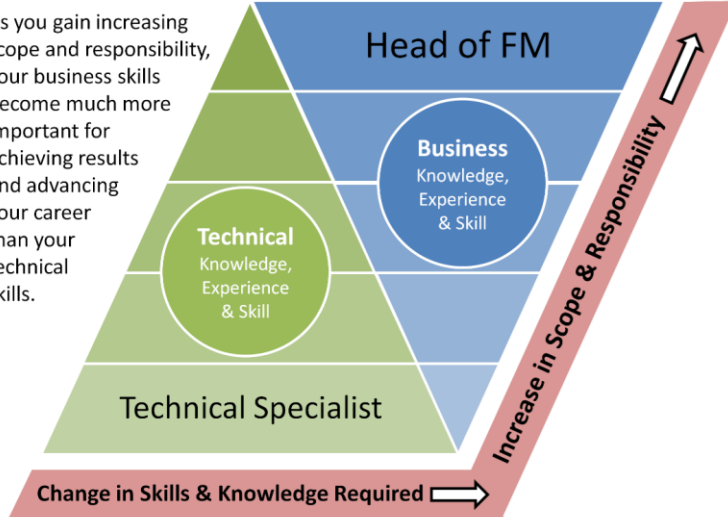 s you gain increasing
cope and responsibility,
our business skills
ecome much more
mportant for
chieving results
nd advancing
our career
han your
echnical
kills.
Head of FM
Business
Knowledge,
Experience
& Skill
Technical
Knowledge,
Experience
& Skill
Technical Specialist
Increase in Scope & Responsibility
Change in Skills & Knowledge Required